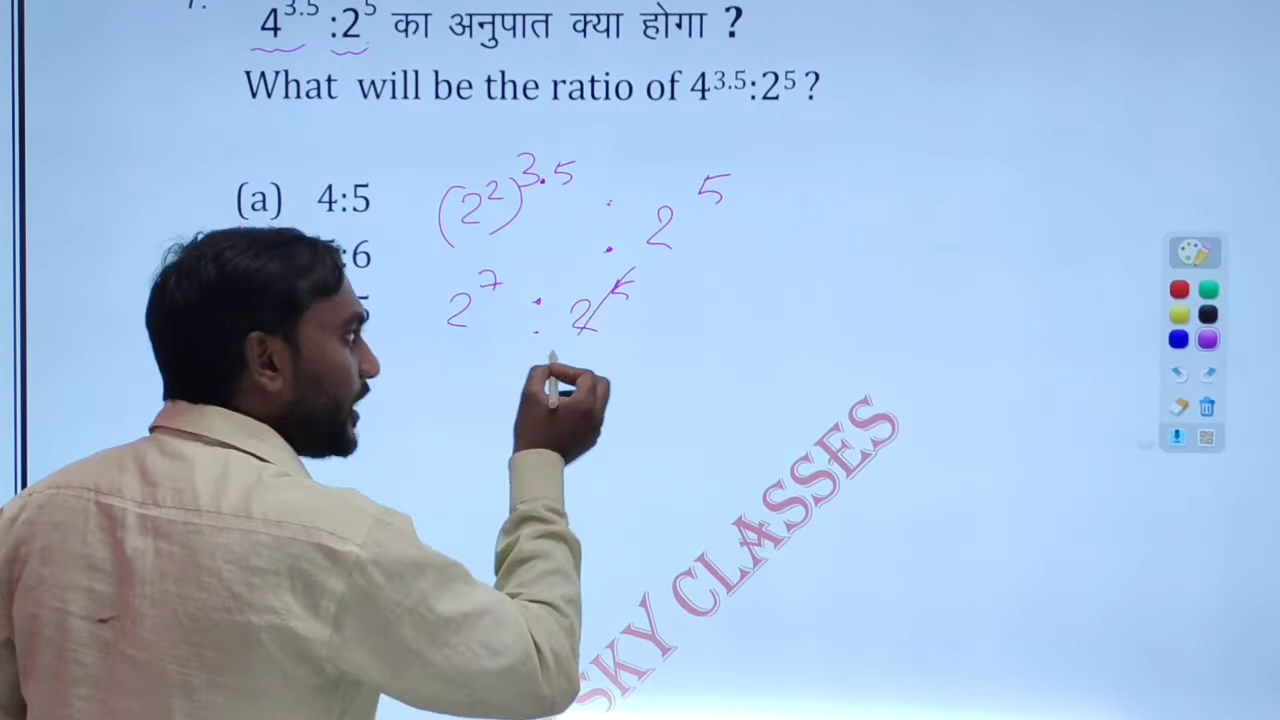 4^3.5 :2^5 का अनुपात क्या होगा ?
What will be the ratio of 4^3.5:2^5 ?
(a) 4:5
:6
(2^2)^3.5 : 2^5
2^7 : 2^5
SKY CLASSES